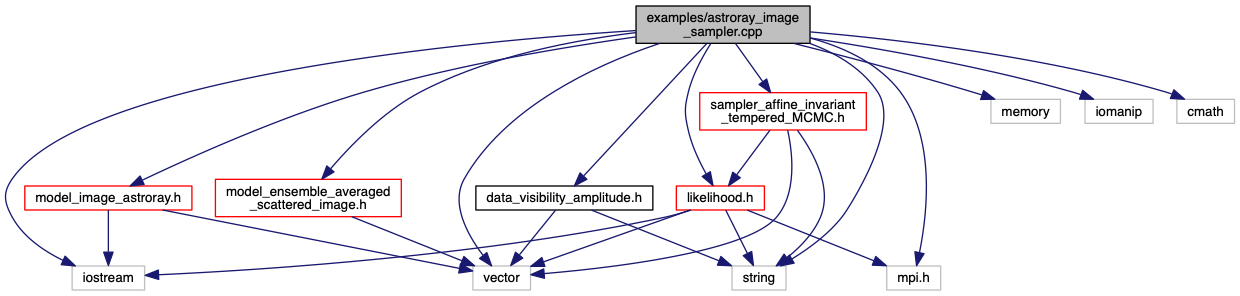 examples/astroray_image
_sampler.cpp
sampler_affine_invariant
_tempered_MCMC.h
memory
iomanip
cmath
model_image_astroray.h
model_ensemble_averaged
_scattered_image.h
data_visibility_amplitude.h
likelihood.h
iostream
vector
string
mpi.h